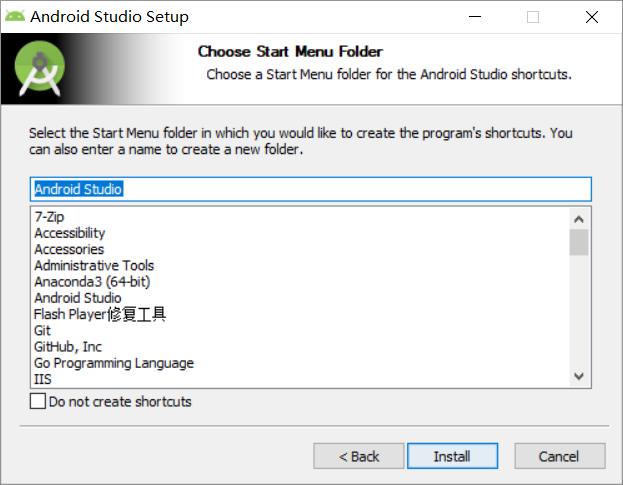 Android Studio Setup
Choose Start Menu Folder
Choose a Start Menu folder for the Android Studio shortcuts.
Select the Start Menu folder in which you would like to create the program's shortcuts. You
can also enter a name to create a new folder.
Android Studio
7-Zip
Accessibility
Accessories
Administrative Tools
Anaconda3 (64-bit)
Android Studio
Flash Player修复工具
Git
GitHub, Inc
Go Programming Language
IIS
Do not create shortcuts
< Back
Install
Cancel